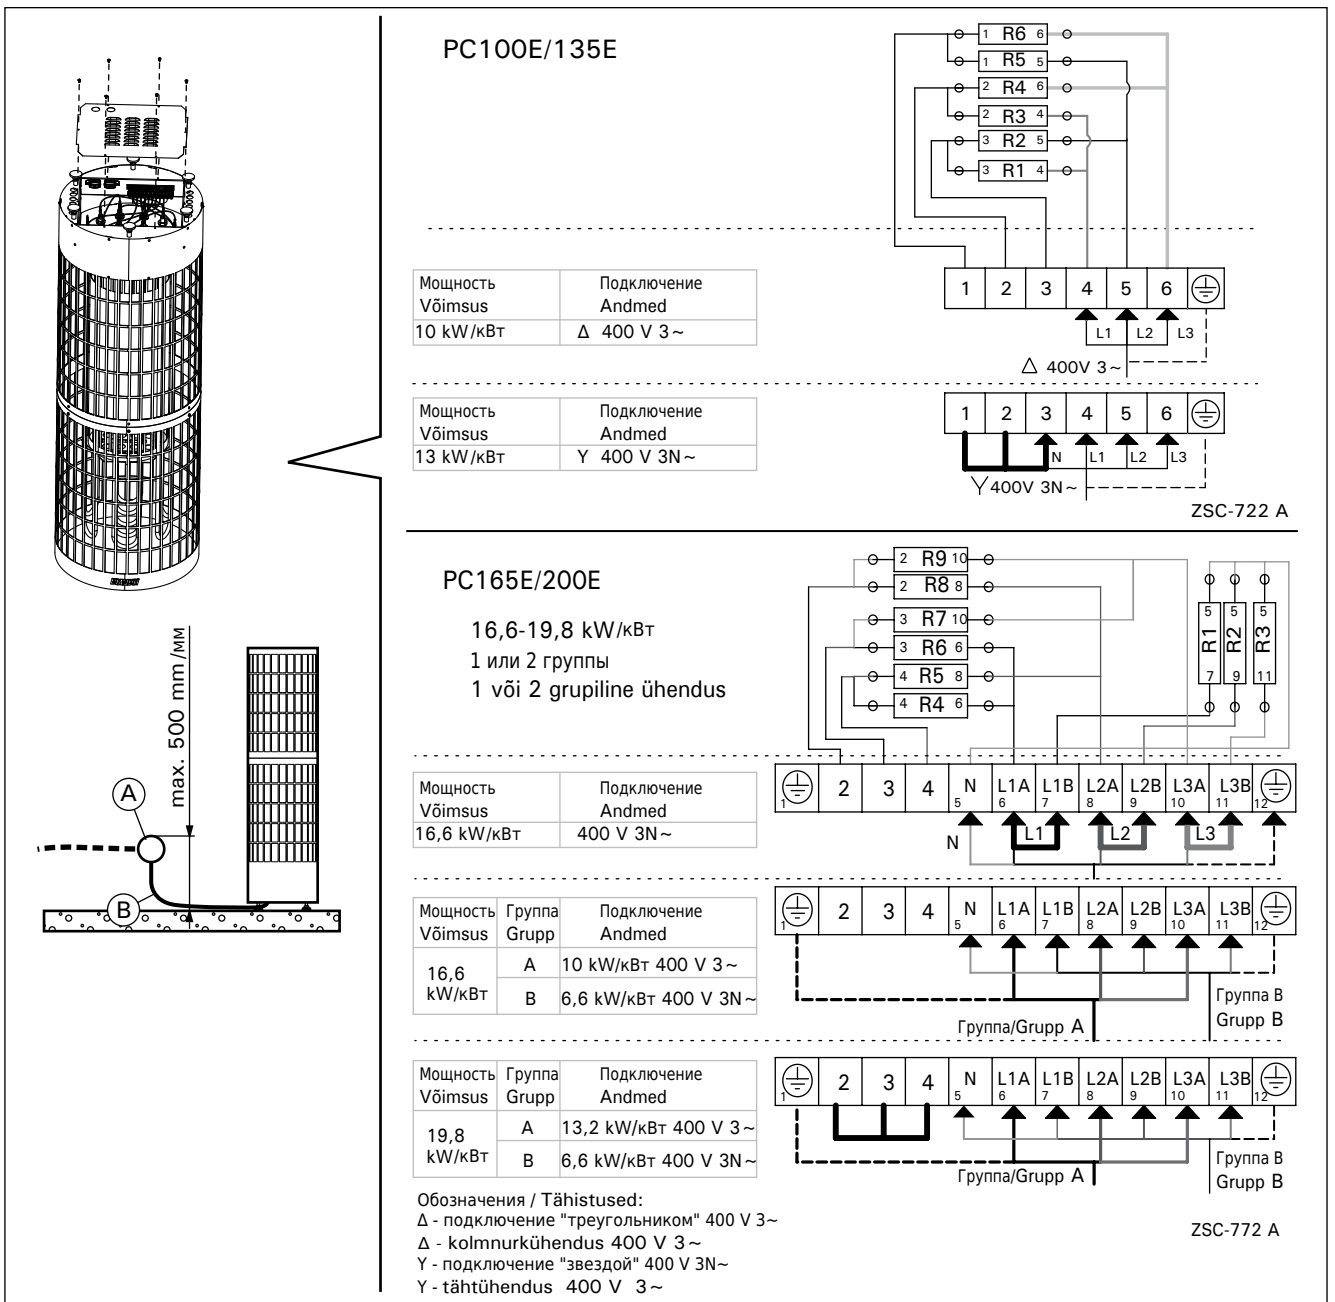 PC100E/135E
1 R6 6
1 R5 5
2 R4 6
2 R3 4
3 R2 5
3 R1 4
Мощность Подключение
Võimsus Andmed
10 kW/кВт Δ 400 V 3~
1 2 3 4 5 6
L1 L2 L3
△ 400V 3~
Мощность Подключение
Võimsus Andmed
13 kW/кВт Y 400 V 3N~
1 2 3 4 5 6
N L1 L2 L3
Y 400V 3N~
ZSC-722 A
PC165E/200E
16,6-19,8 kW/кВт
1 или 2 группы
1 või 2 grupiline ühendus
2 R9 10
2 R8 8
3 R7 10
3 R6 6
4 R5 8
4 R4 6
5 R1 7
5 R2 9
5 R3 11
Мощность Подключение
Võimsus Andmed
16,6 kW/кВт 400 V 3N~
2 3 4 N L1A L1B L2A L2B L3A L3B
1 5 6 7 8 9 10 11 12
N L1 L2 L3
Мощность Группа Подключение
Võimsus Grupp Andmed
16,6 kW/кВт
A 10 kW/кВт 400 V 3~
B 6,6 kW/кВт 400 V 3N~
2 3 4 N L1A L1B L2A L2B L3A L3B
1 5 6 7 8 9 10 11 12
Группа/Grupp A
Группа B
Grupp B
Мощность Группа Подключение
Võimsus Grupp Andmed
19,8 kW/кВт
A 13,2 kW/кВт 400 V 3~
B 6,6 kW/кВт 400 V 3N~
2 3 4 N L1A L1B L2A L2B L3A L3B
1 5 6 7 8 9 10 11 12
Группа/Grupp A
Группа B
Grupp B
Обозначения / Tähistused:
Δ - подключение "треугольником" 400 V 3~
Δ - kolmnurkühendus 400 V 3~
Y - подключение "звездой" 400 V 3N~
Y - tähtühendus 400 V 3~
ZSC-772 A
max. 500 mm/мм
A
B